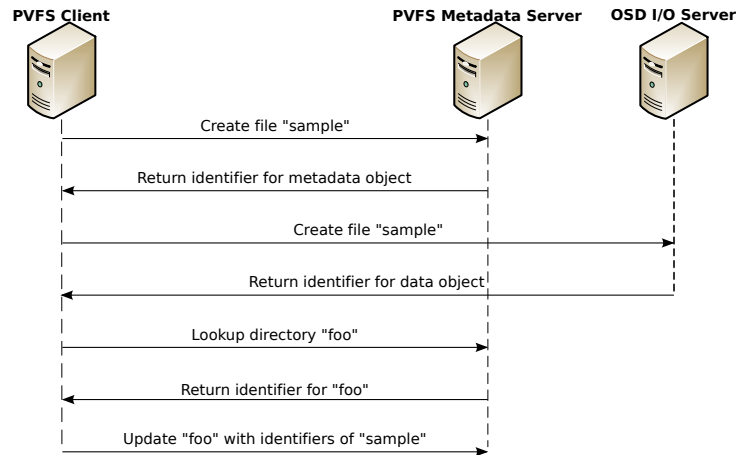 PVFS Client
PVFS Metadata Server
OSD I/O Server
Create file "sample"
Return identifier for metadata object
Create file "sample"
Return identifier for data object
Lookup directory "foo"
Return identifier for "foo"
Update "foo" with identifiers of "sample"